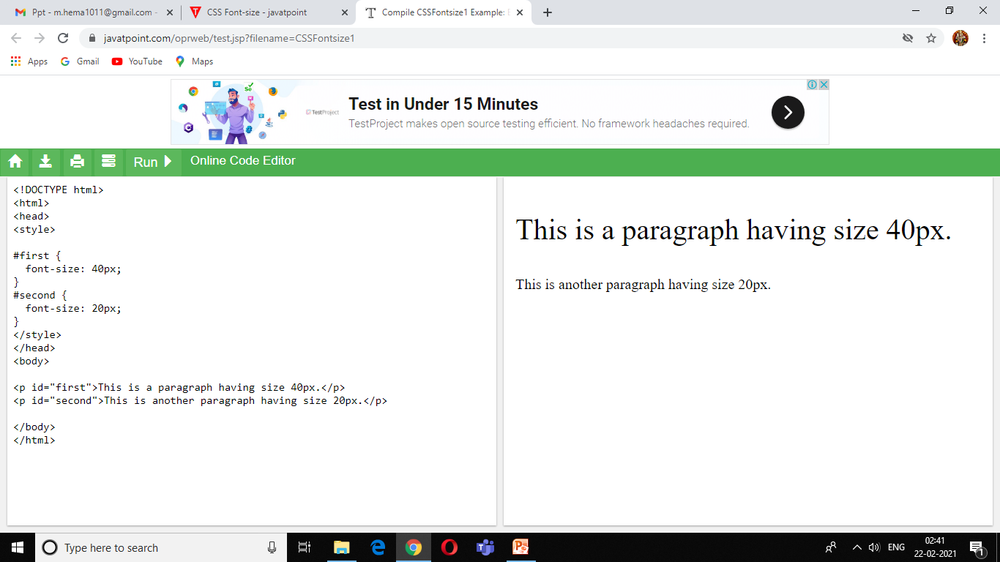 Ppt - m.hema1011@gmail.com -
CSS Font-size - javatpoint
Compile CSSFontsize1 Example:
javatpoint.com/oprweb/test.jsp?filename=CSSFontsize1
Apps
Gmail
YouTube
Maps
Se
TestProject
Test in Under 15 Minutes
TestProject makes open source testing efficient. No framework headaches required.
Run
Online Code Editor
<!DOCTYPE html>
<html>
<head>
<style>
#first {
  font-size: 40px;
}
#second {
  font-size: 20px;
}
</style>
</head>
<body>
<p id="first">This is a paragraph having size 40px.</p>
<p id="second">This is another paragraph having size 20px.</p>
</body>
</html>
This is a paragraph having size 40px.
This is another paragraph having size 20px.
Type here to search
ENG
02:41
22-02-2021
1